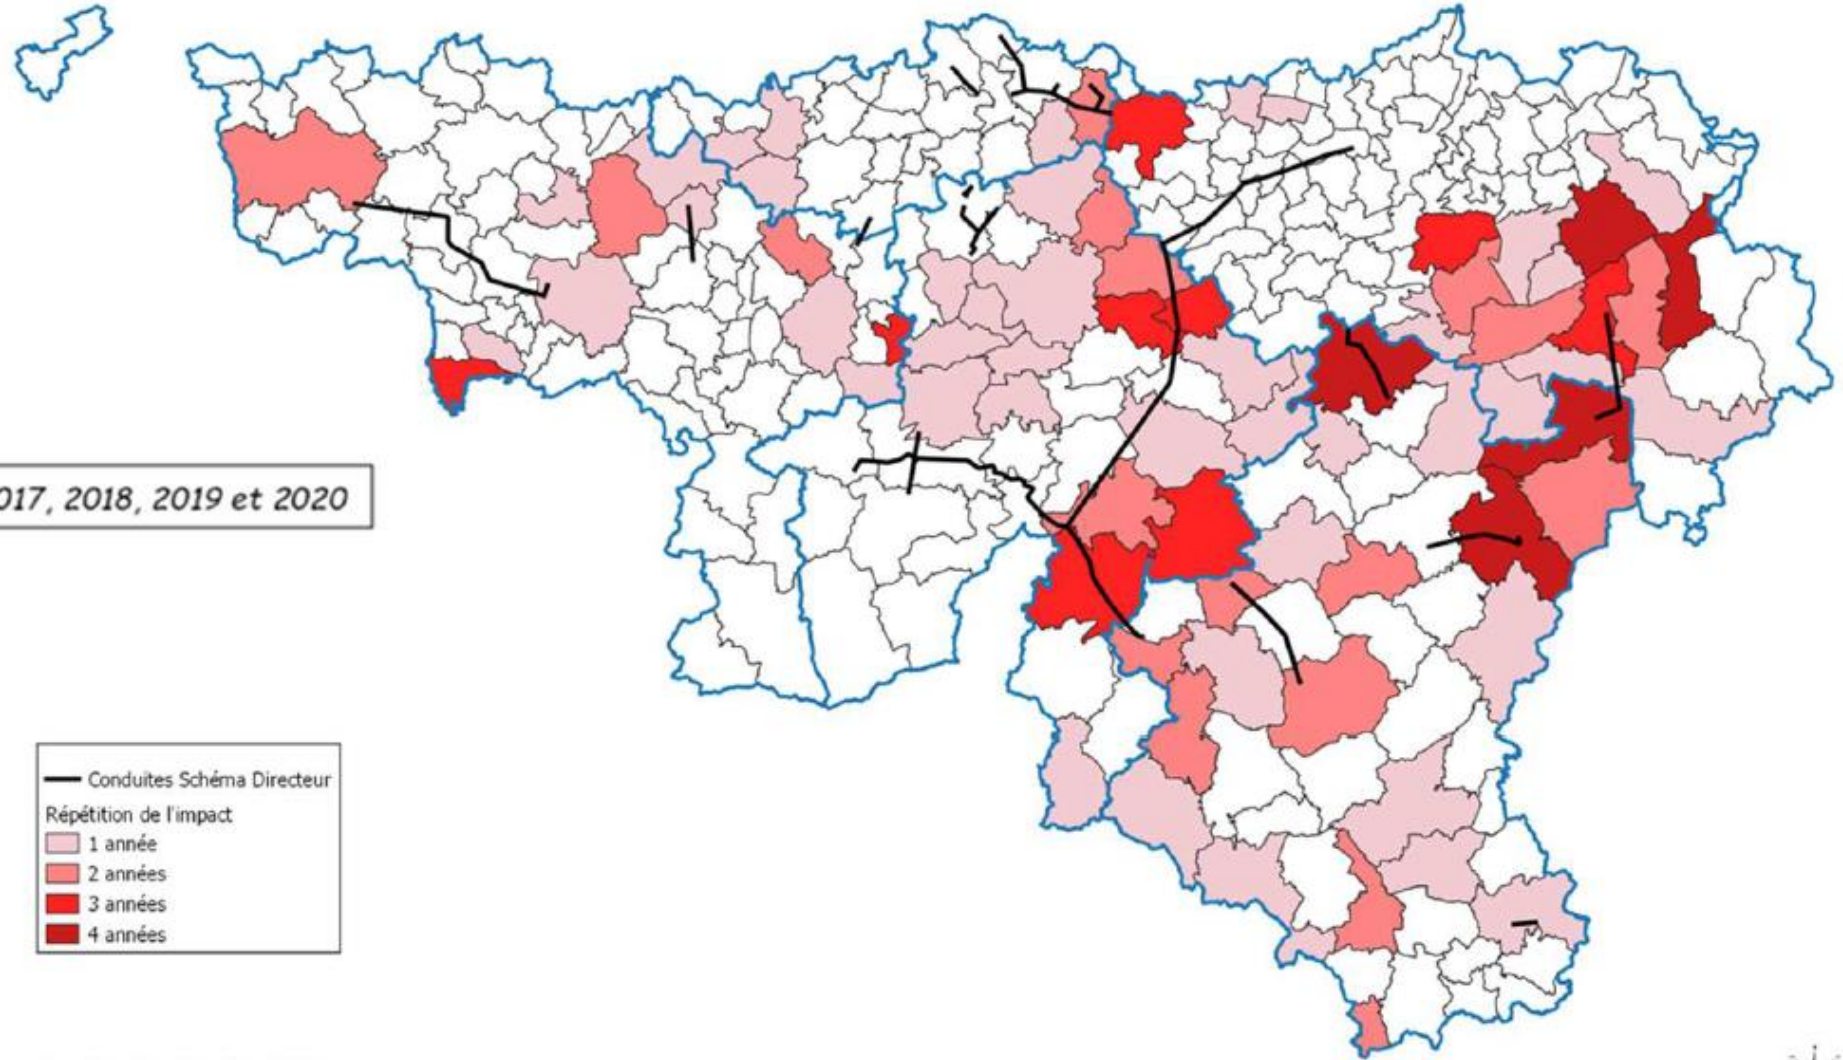 017, 2018, 2019 et 2020
Conduites Schéma Directeur
Répétition de l'impact
1 année
2 années
3 années
4 années